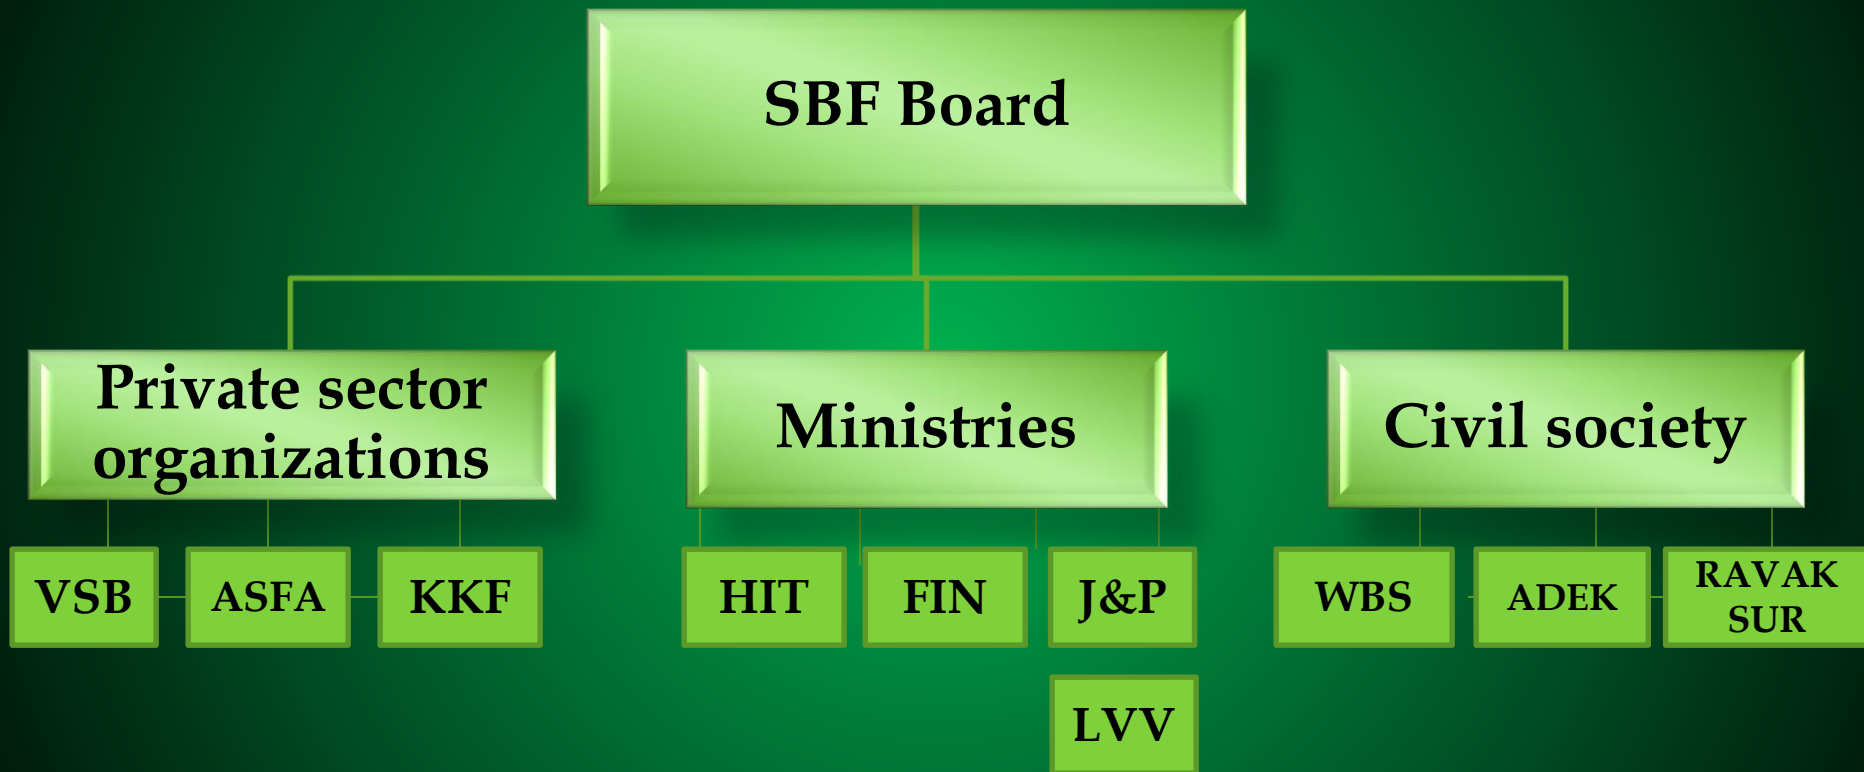 SBF Board
Private sector
organizations
Ministries
Civil society
VSB
ASFA
KKF
HIT
FIN
J&P
WBS
ADEK
RAVAK
SUR
LVV